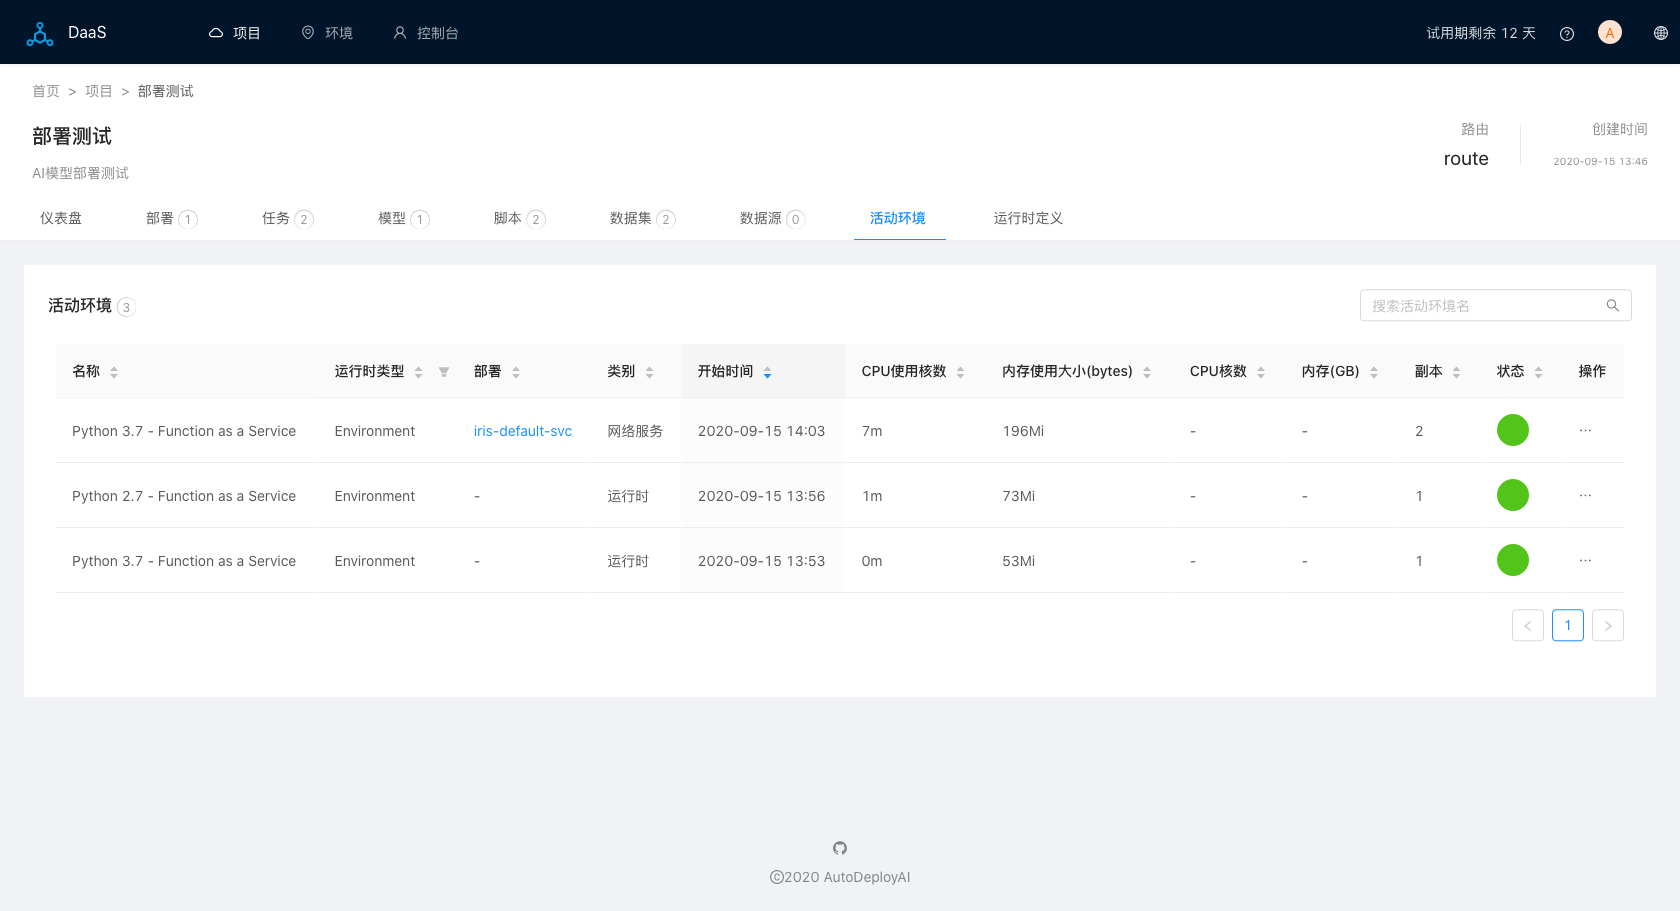 DaaS 项目 环境 控制台 试用期剩余 12 天 A
首页 > 项目 > 部署测试
部署测试
路由 创建时间
route 2020-09-15 13:46
AI模型部署测试
仪表盘 部署 1 任务 2 模型 1 脚本 2 数据集 2 数据源 0 活动环境 运行时定义
活动环境 3 搜索活动环境名
名称 运行时类型 部署 类别 开始时间 CPU使用核数 内存使用大小(bytes) CPU核数 内存(GB) 副本 状态 操作
Python 3.7 - Function as a Service Environment iris-default-svc 网络服务 2020-09-15 14:03 7m 196Mi - - 2 ···
Python 2.7 - Function as a Service Environment - 运行时 2020-09-15 13:56 1m 73Mi - - 1 ···
Python 3.7 - Function as a Service Environment - 运行时 2020-09-15 13:53 0m 53Mi - - 1 ···
< 1 >
©2020 AutoDeployAI